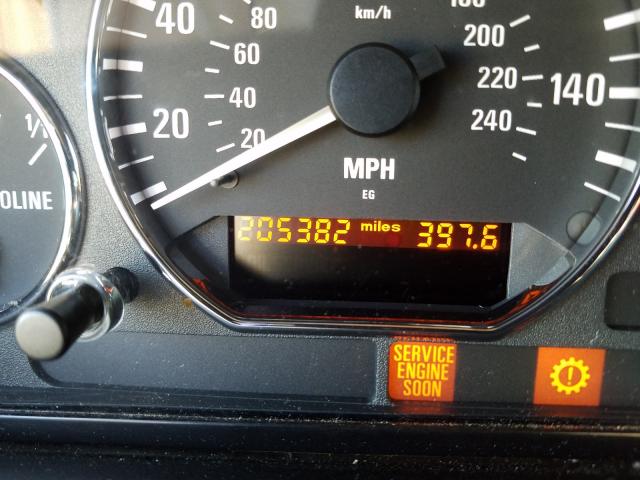 40
80
km/h
200
60
220
140
40
20
240
20
1/
OLINE
MPH
EG
205382 miles 397.6
SERVICE
ENGINE
SOON
!